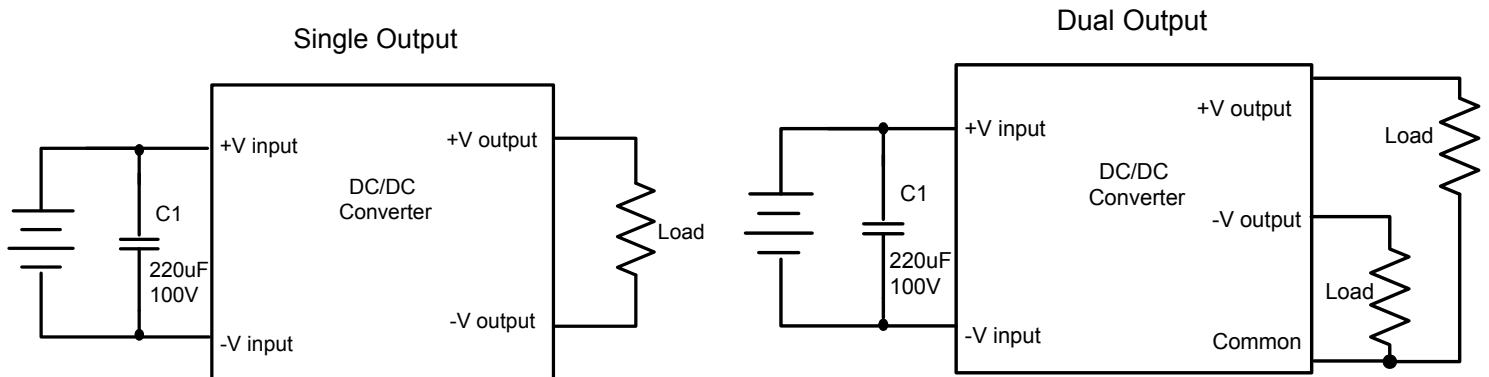 Single Output
+V input
+V output
DC/DC
Converter
C1
Load
220uF
100V
-V output
-V input
Dual Output
+V output
+V input
Load
DC/DC
Converter
C1
-V output
220uF
100V
Load
-V input
Common